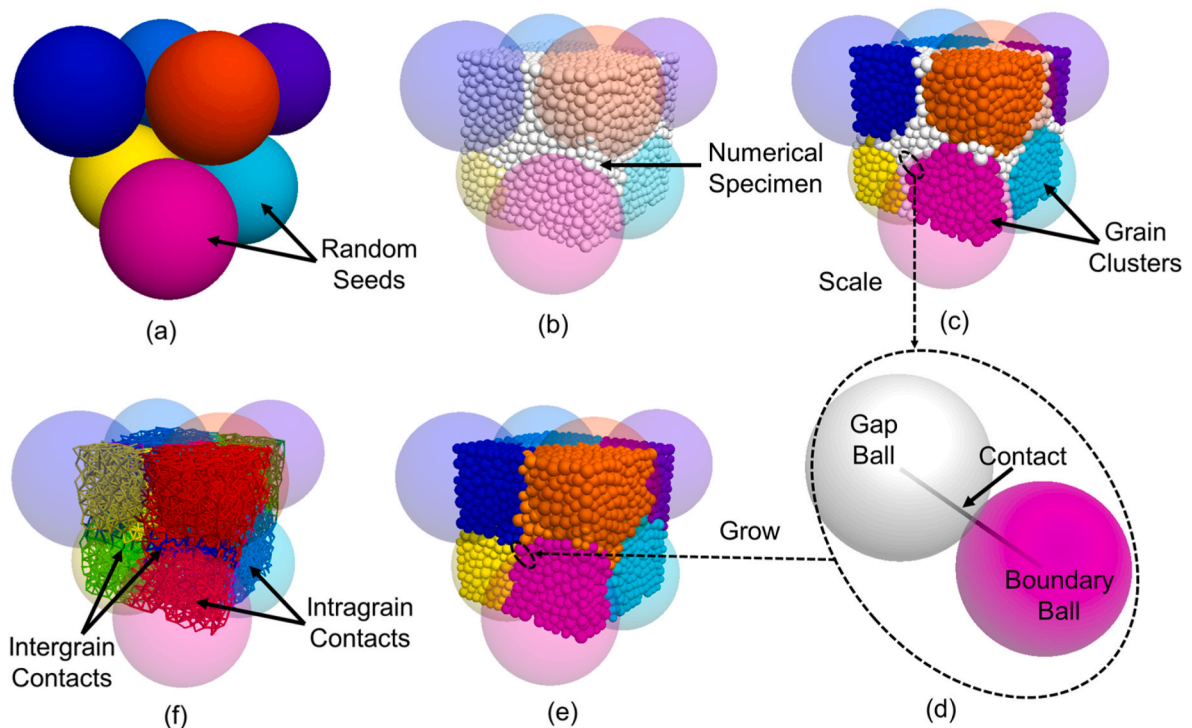 Random
Seeds
(a)
Numerical
Specimen
(b)
Grain
Clusters
Scale
(c)
Gap
Ball
Contact
Boundary
Ball
(d)
Grow
(e)
Intragrain
Contacts
Intergrain
Contacts
(f)